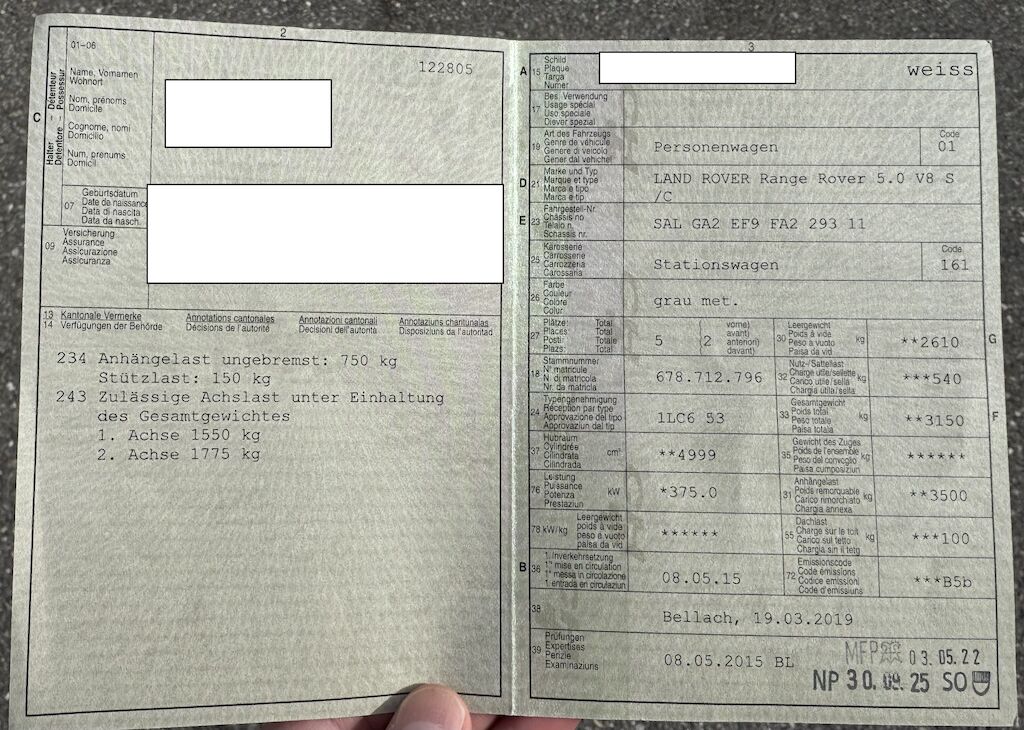 2
01-06
122805
C
Halter – Détenteur
Detentore – Possessur
Name, Vornamen
Wohnort
Nom, prénoms
Domicile
Cognome, nomi
Domicilio
Num, prenums
Domicil
07
Geburtsdatum
Date de naissance
Data di nascita
Data da nasch.
09
Versicherung
Assurance
Assicurazione
Assicuranza
13 Kantonale Vermerke Annotations cantonales Annotazioni cantonali Annotaziuns chantunalas
14 Verfügungen der Behörde Décisions de l'autorité Decisioni dell'autorità Disposiziuns da l'autoritad
234 Anhängelast ungebremst: 750 kg
Stützlast: 150 kg
243 Zulässige Achslast unter Einhaltung
des Gesamtgewichtes
1. Achse 1550 kg
2. Achse 1775 kg
3
A 15
Schild
Plaque
Targa
Numer
weiss
17
Bes. Verwendung
Usage spécial
Uso speciale
Diever spezial
19
Art des Fahrzeugs
Genre de véhicule
Genere di veicolo
Gener dal vehichel
Personenwagen
Code
01
D 21
Marke und Typ
Marque et type
Marca e tipo
Marca e tip
LAND ROVER Range Rover 5.0 V8 S
/C
E 23
Fahrgestell-Nr.
Châssis no
Telaio n.
Schassis nr.
SAL GA2 EF9 FA2 293 11
25
Karosserie
Carrosserie
Carrozzeria
Carossaria
Stationswagen
Code
161
26
Farbe
Couleur
Colore
Colur
grau met.
27
Plätze: Total
Places: Total
Posti: Totale
Plazs: Total
5
(2
vorne)
avant)
anteriori)
davant)
30
Leergewicht
Poids à vide
Peso a vuoto
Paisa da vid
kg
**2610
G
18
Stammnummer
N° matricule
N. di matricola
Nr. da matricla
678.712.796
32
Nutz-/Sattellast
Charge utile/sellette
Carico utile/sella
Chargia utila/sella
kg
***540
24
Typengenehmigung
Réception par type
Approvazione del tipo
Approvaziun dal tip
1LC6 53
33
Gesamtgewicht
Poids total
Peso totale
Paisa totala
kg
**3150
F
37
Hubraum
Cylindrée
Cilindrata
Cilindrada
cm³
**4999
35
Gewicht des Zuges
Poids de l'ensemble
Peso del convoglio
Paisa cumposiziun
kg
******
76
Leistung
Puissance
Potenza
Prestaziun
kW
*375.0
31
Anhängelast
Poids remorquable
Carico rimorchiato
Chargia annexa
kg
**3500
78 kW/kg
Leergewicht
poids à vide
peso a vuoto
paisa da vid
******
55
Dachlast
Charge sur le toit
Carico sul tetto
Chargia sin il tetg
kg
***100
B 36
1. Inverkehrsetzung
1re mise en circulation
1a messa in circolazione
1. entrada en circulaziun
08.05.15
72
Emissionscode
Code émissions
Codice emissioni
Code d'emissiuns
***B5b
38
Bellach, 19.03.2019
39
Prüfungen
Expertises
Perizie
Examinaziuns
08.05.2015 BL
MFP 03.05.22
NP 30.09.25 SO